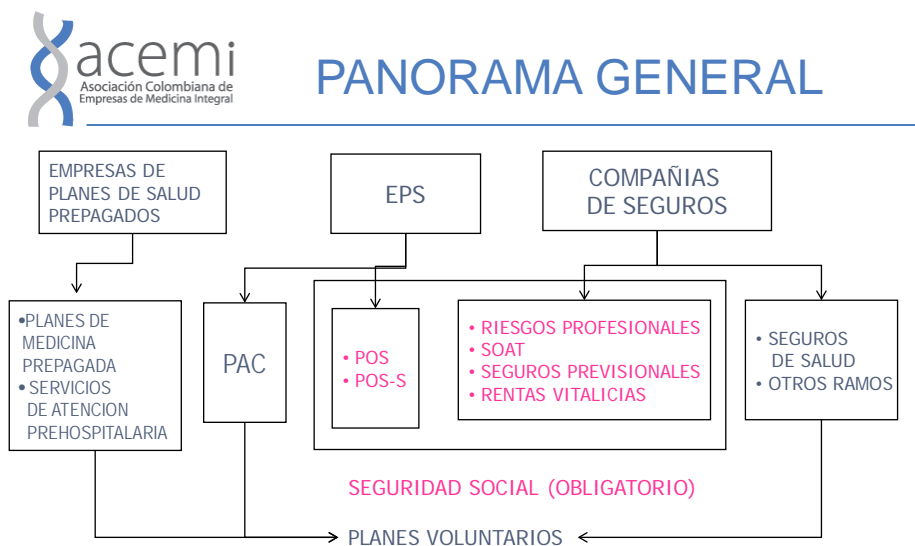 acemi
Asociación Colombiana de
Empresas de Medicina Integral
PANORAMA GENERAL
EMPRESAS DE
PLANES DE SALUD
PREPAGADOS
EPS
COMPAÑIAS
DE SEGUROS
•PLANES DE
MEDICINA
PREPAGADA
• SERVICIOS
DE ATENCION
PREHOSPITALARIA
PAC
• POS
• POS-S
• RIESGOS PROFESIONALES
• SOAT
• SEGUROS PREVISIONALES
• RENTAS VITALICIAS
• SEGUROS
DE SALUD
• OTROS RAMOS
SEGURIDAD SOCIAL (OBLIGATORIO)
PLANES VOLUNTARIOS